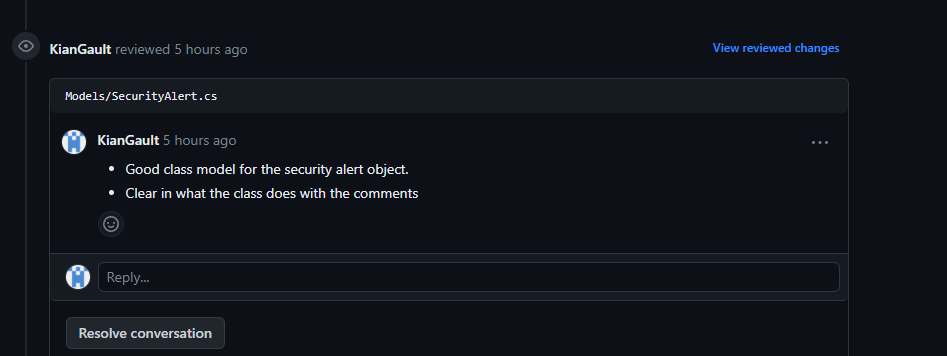 KianGault reviewed 5 hours ago View reviewed changes
Models/SecurityAlert.cs
KianGault 5 hours ago
• Good class model for the security alert object.
• Clear in what the class does with the comments
Reply...
Resolve conversation